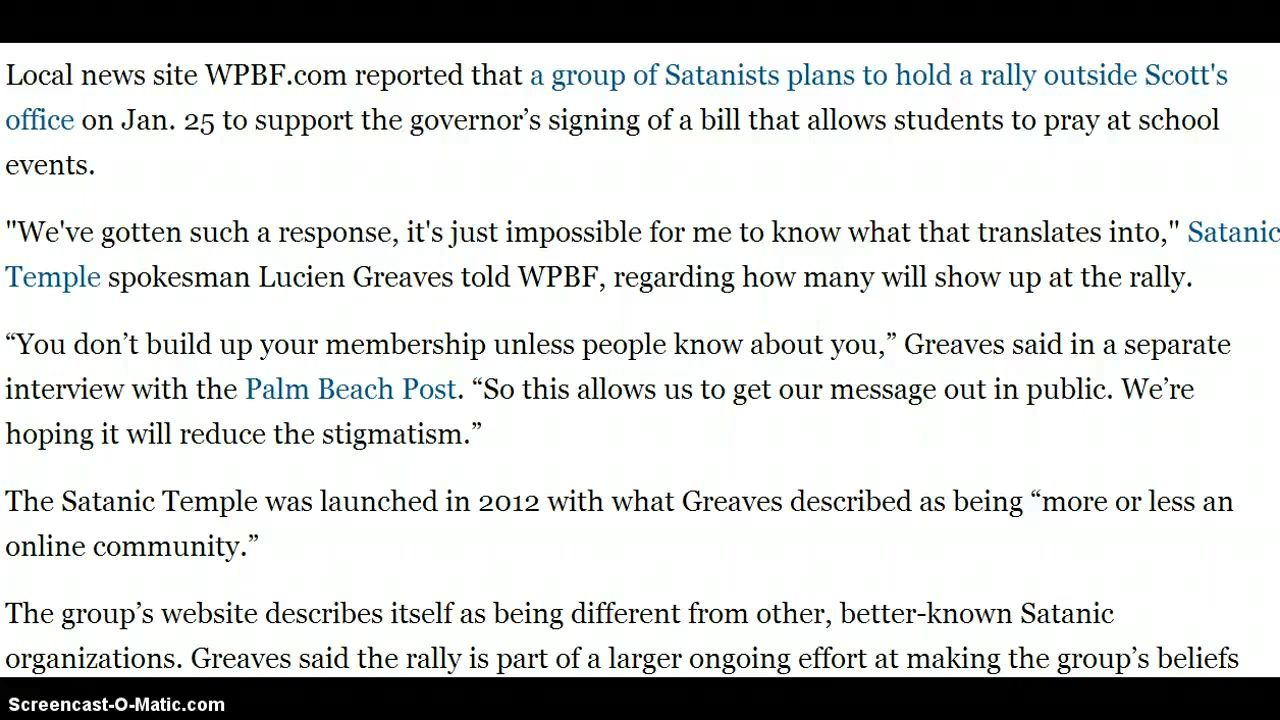 Local news site WPBF.com reported that a group of Satanists plans to hold a rally outside Scott's
office on Jan. 25 to support the governor’s signing of a bill that allows students to pray at school
events.
"We've gotten such a response, it's just impossible for me to know what that translates into," Satanic
Temple spokesman Lucien Greaves told WPBF, regarding how many will show up at the rally.
“You don’t build up your membership unless people know about you,” Greaves said in a separate
interview with the Palm Beach Post. “So this allows us to get our message out in public. We’re
hoping it will reduce the stigmatism.”
The Satanic Temple was launched in 2012 with what Greaves described as being “more or less an
online community.”
The group’s website describes itself as being different from other, better-known Satanic
organizations. Greaves said the rally is part of a larger ongoing effort at making the group’s beliefs
Screencast-O-Matic.com